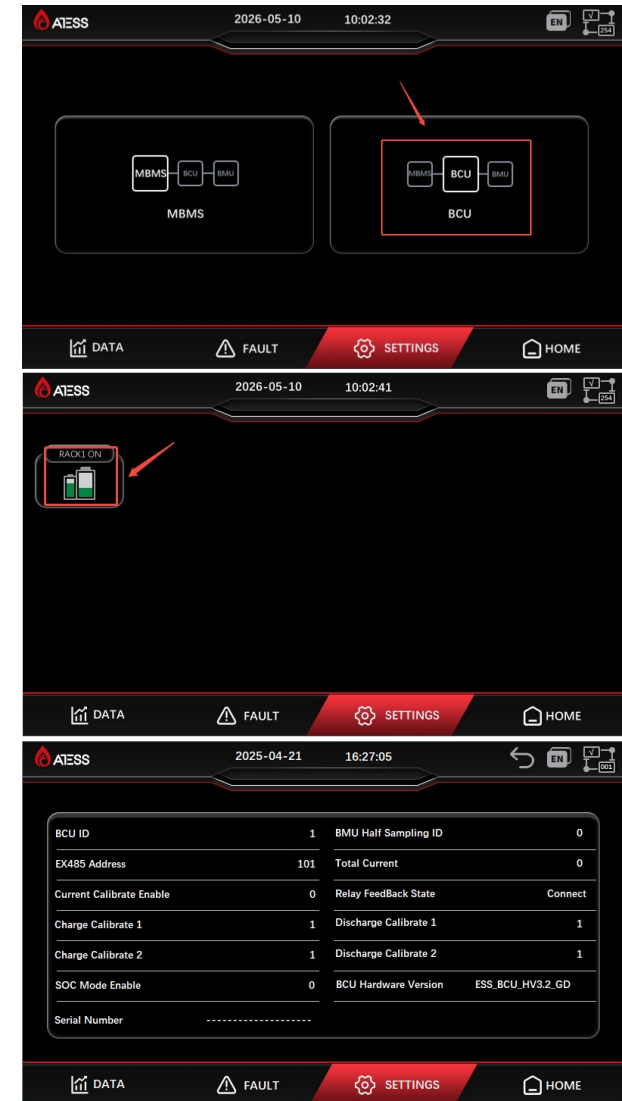 ATESS 2026-05-10 10:02:32 EN √ 254
MBMS BCU BMU MBMS BCU BMU
MBMS BCU
DATA FAULT SETTINGS HOME
ATESS 2026-05-10 10:02:41 EN √ 254
RACK1 ON
DATA FAULT SETTINGS HOME
ATESS 2025-04-21 16:27:05 EN √ 001
BCU ID 1 BMU Half Sampling ID 0
EX485 Address 101 Total Current 0
Current Calibrate Enable 0 Relay FeedBack State Connect
Charge Calibrate 1 1 Discharge Calibrate 1 1
Charge Calibrate 2 1 Discharge Calibrate 2 1
SOC Mode Enable 0 BCU Hardware Version ESS_BCU_HV3.2_GD
Serial Number --------------------
DATA FAULT SETTINGS HOME